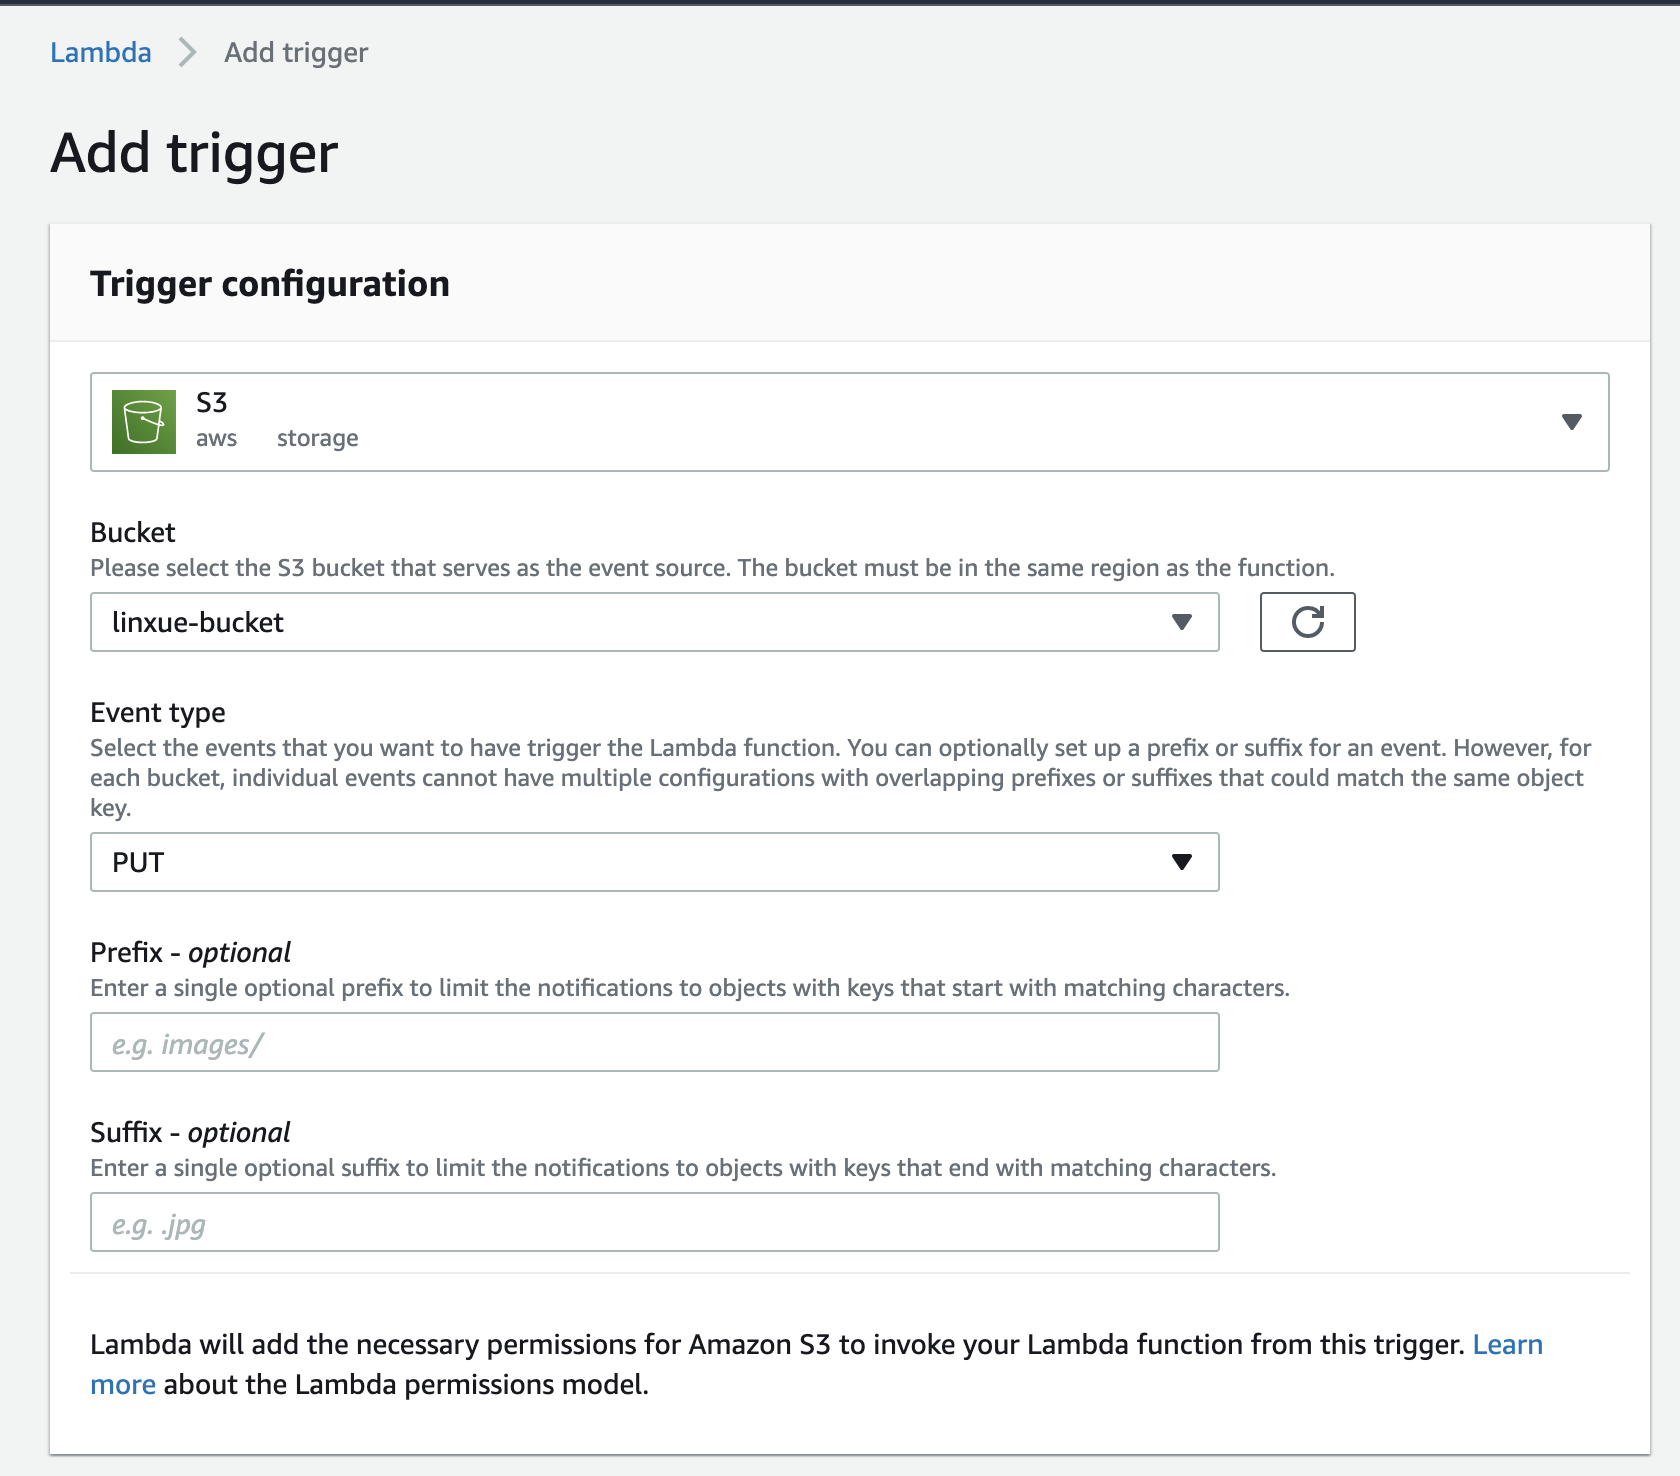 Lambda > Add trigger
Add trigger
Trigger configuration
S3
aws storage
Bucket
Please select the S3 bucket that serves as the event source. The bucket must be in the same region as the function.
linxue-bucket
Event type
Select the events that you want to have trigger the Lambda function. You can optionally set up a prefix or suffix for an event. However, for
each bucket, individual events cannot have multiple configurations with overlapping prefixes or suffixes that could match the same object
key.
PUT
Prefix - optional
Enter a single optional prefix to limit the notifications to objects with keys that start with matching characters.
e.g. images/
Suffix - optional
Enter a single optional suffix to limit the notifications to objects with keys that end with matching characters.
e.g. .jpg
Lambda will add the necessary permissions for Amazon S3 to invoke your Lambda function from this trigger. Learn
more about the Lambda permissions model.